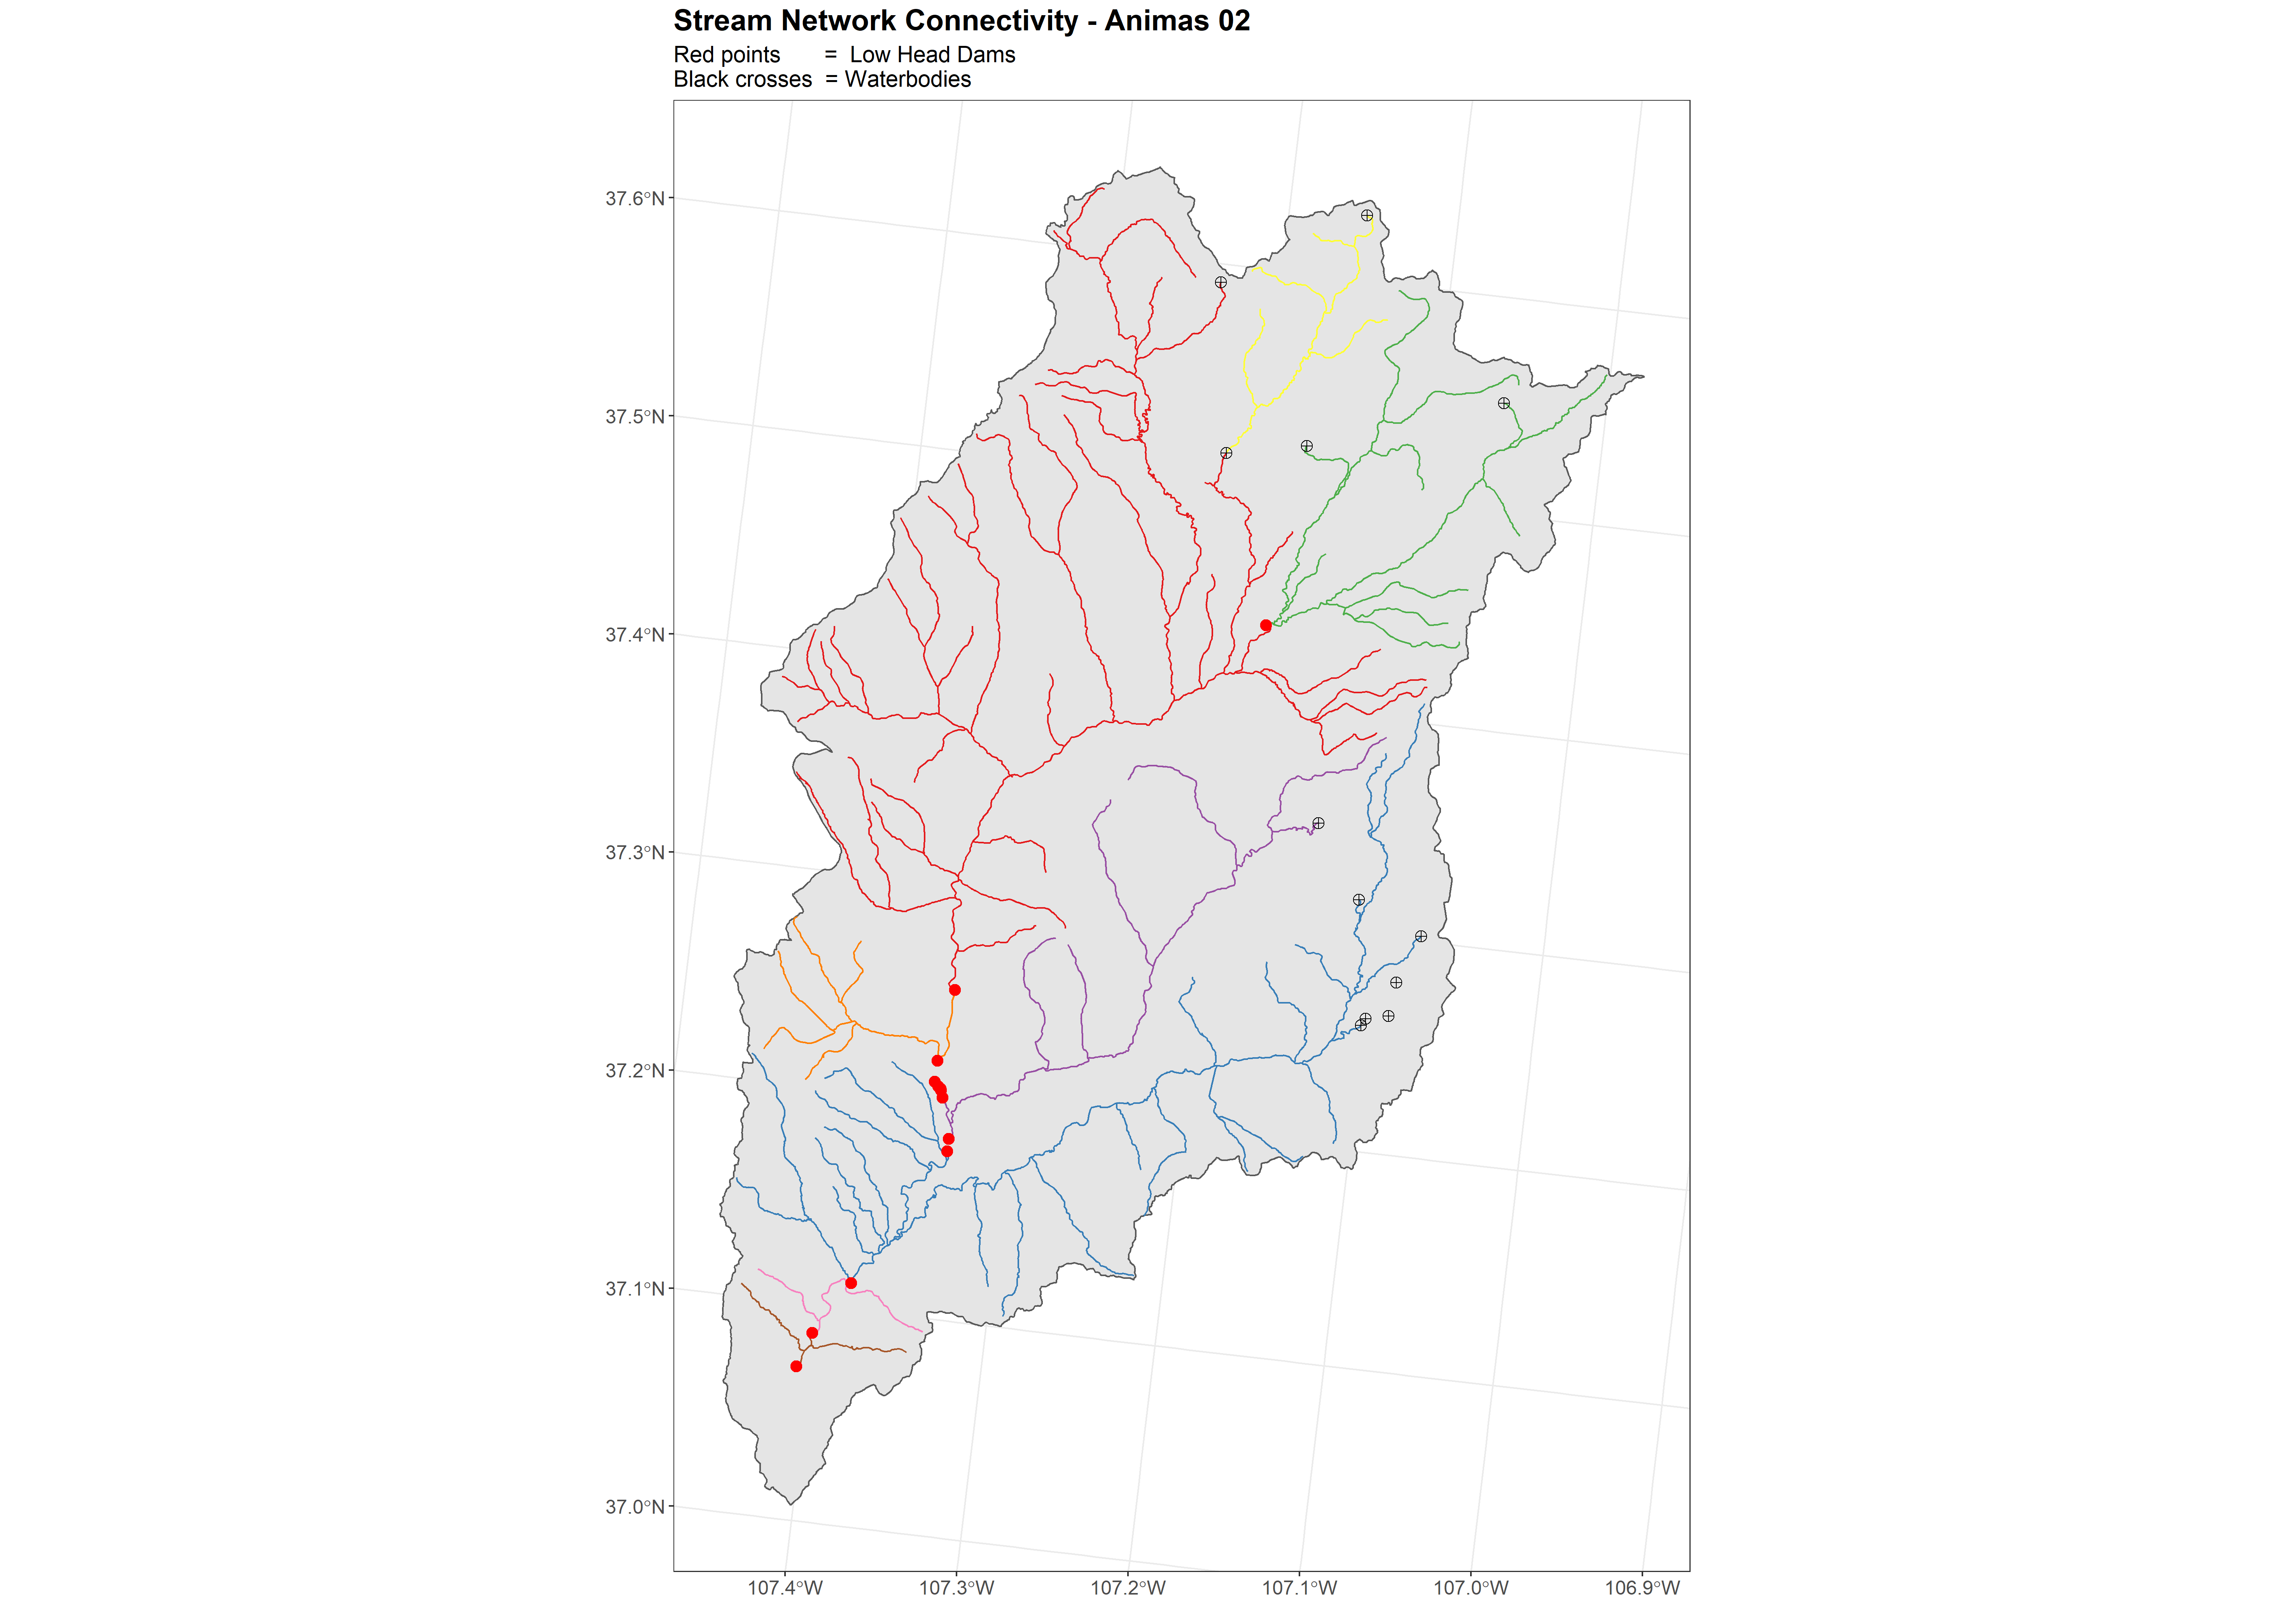 Stream Network Connectivity - Animas 02
Red points = Low Head Dams
Black crosses = Waterbodies
37.6°N
37.5°N
37.4°N
37.3°N
37.2°N
37.1°N
37.0°N
107.4°W 107.3°W 107.2°W 107.1°W 107.0°W 106.9°W